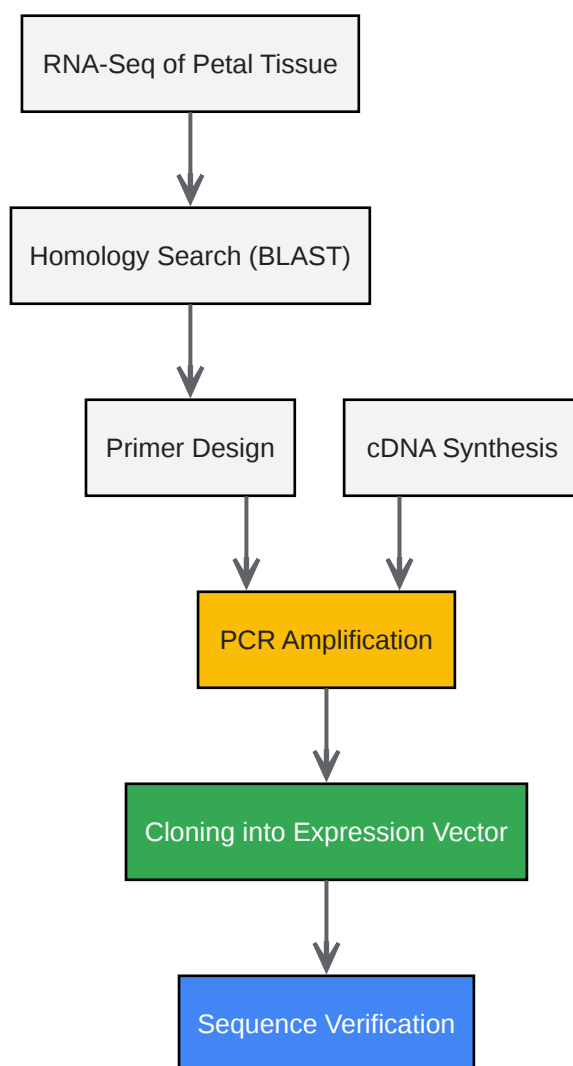 RNA-Seq of Petal Tissue
Homology Search (BLAST)
Primer Design
cDNA Synthesis
PCR Amplification
Cloning into Expression Vector
Sequence Verification